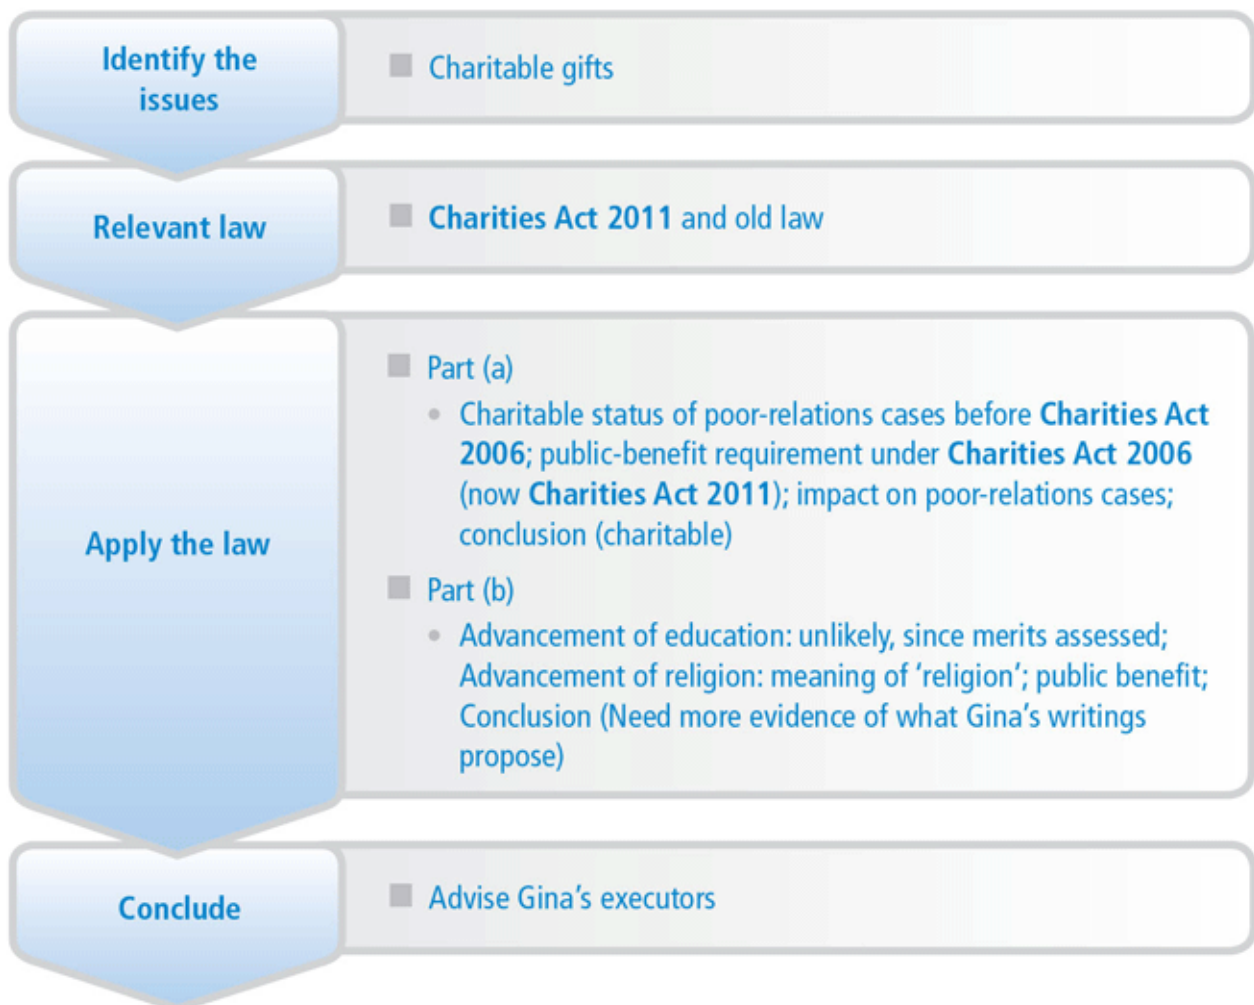 Identify the
issues
Charitable gifts
Relevant law
Charities Act 2011 and old law
Apply the law
Part (a)
Charitable status of poor-relations cases before Charities Act
2006; public-benefit requirement under Charities Act 2006
(now Charities Act 2011); impact on poor-relations cases;
conclusion (charitable)
Part (b)
Advancement of education: unlikely, since merits assessed;
Advancement of religion: meaning of ‘religion’; public benefit;
Conclusion (Need more evidence of what Gina’s writings
propose)
Conclude
Advise Gina’s executors